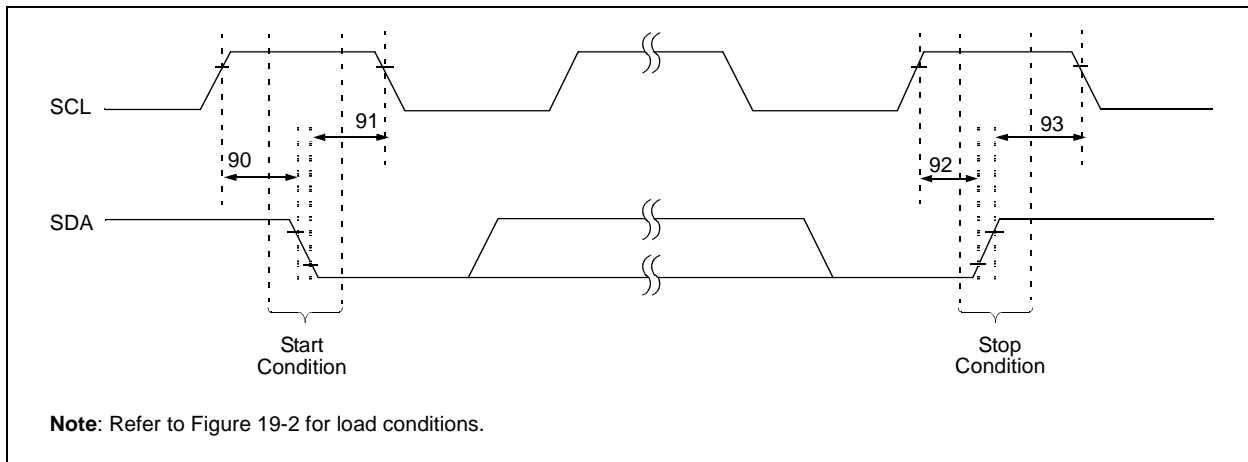 SCL
91
93
90
92
SDA
Start
Condition
Stop
Condition
Note: Refer to Figure 19-2 for load conditions.